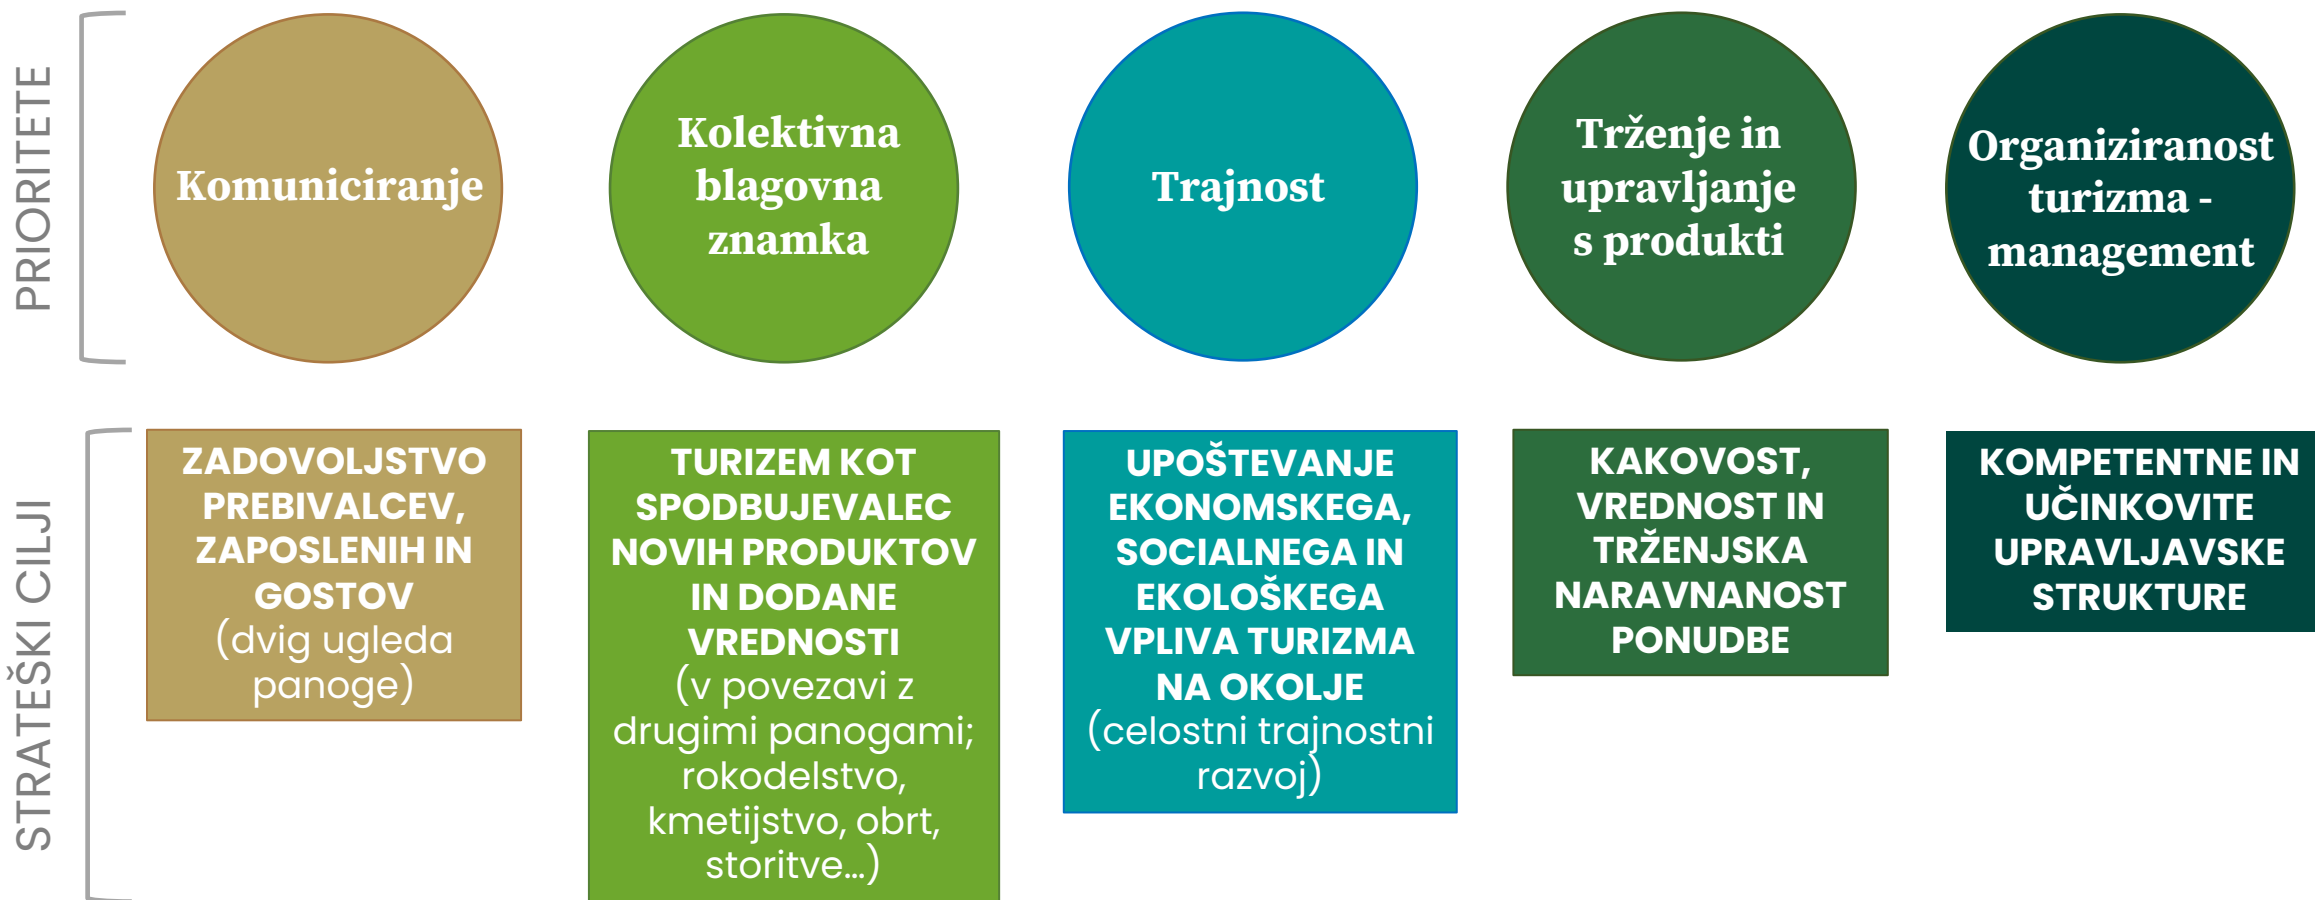 PRIORITETE
Komuniciranje
Kolektivna
blagovna
znamka
Trajnost
Trženje in
upravljanje
s produkti
Organiziranost
turizma -
management
STRATEŠKI CILJI
ZADOVOLJSTVO
PREBIVALCEV,
ZAPOSLENIH IN
GOSTOV
(dvig ugleda
panoge)
TURIZEM KOT
SPODBUJEVALEC
NOVIH PRODUKTOV
IN DODANE
VREDNOSTI
(v povezavi z
drugimi panogami;
rokodelstvo,
kmetijstvo, obrt,
storitve…)
UPOŠTEVANJE
EKONOMSKEGA,
SOCIALNEGA IN
EKOLOŠKEGA
VPLIVA TURIZMA
NA OKOLJE
(celostni trajnostni
razvoj)
KAKOVOST,
VREDNOST IN
TRŽENJSKA
NARAVNANOST
PONUDBE
KOMPETENTNE IN
UČINKOVITE
UPRAVLJAVSKE
STRUKTURE